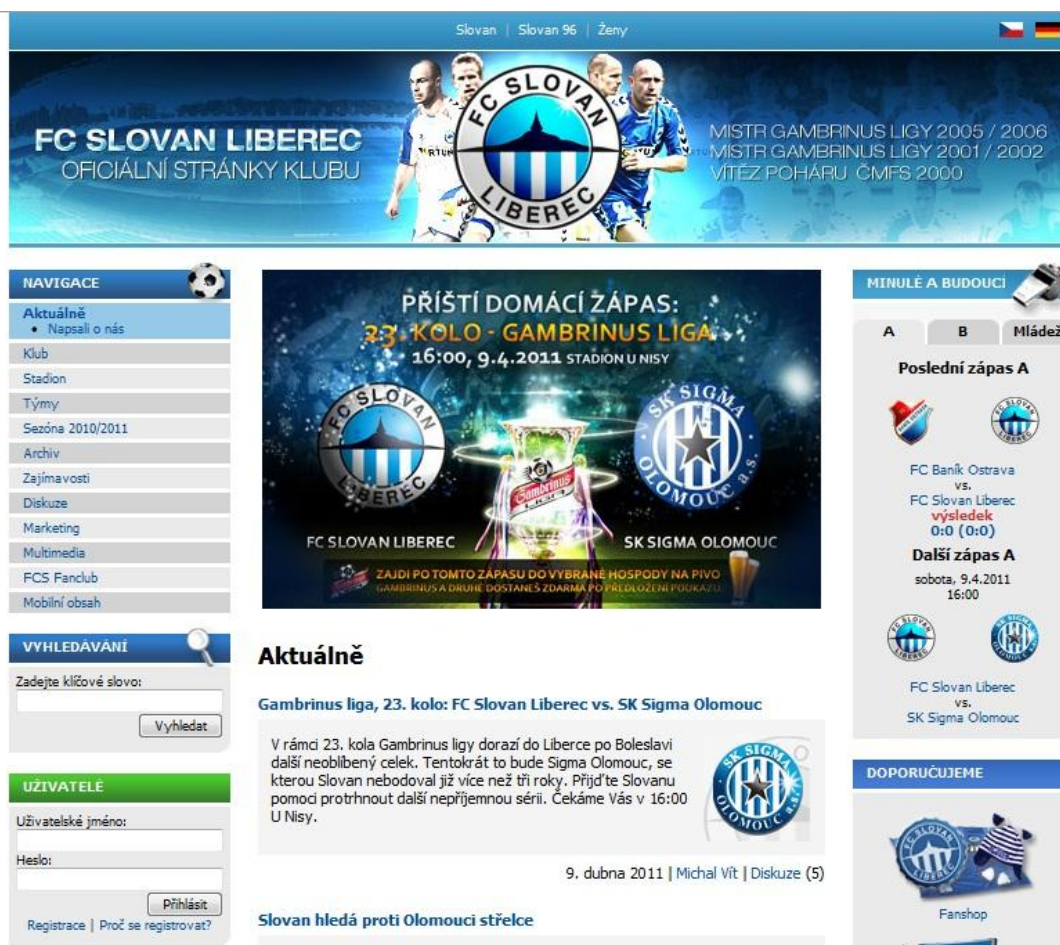 Slovan | Slovan 96 | Ženy
FC SLOVAN LIBEREC
OFICIÁLNÍ STRÁNKY KLUBU
FC SLOVAN LIBEREC
MISTR GAMBRINUS LIGY 2005 / 2006
MISTR GAMBRINUS LIGY 2001 / 2002
VÍTĚZ POHÁRU ČMFS 2000
NAVIGACE
Aktuálně
• Napsali o nás
Klub
Stadion
Týmy
Sezóna 2010/2011
Archiv
Zajímavosti
Diskuze
Marketing
Multimedia
FCS Fanclub
Mobilní obsah
VYHLEDÁVÁNÍ
Zadejte klíčové slovo:
Vyhledat
UŽIVATELÉ
Uživatelské jméno:
Heslo:
Přihlásit
Registrace | Proč se registrovat?
PŘÍŠTÍ DOMÁCÍ ZÁPAS:
23. KOLO - GAMBRINUS LIGA
16:00, 9.4.2011 STADION U NISY
FC SLOVAN LIBEREC
SK SIGMA OLOMOUC a.s.
Gambrinus
LIGA
FC SLOVAN LIBEREC
SK SIGMA OLOMOUC
ZAJDI PO TOMTO ZÁPASU DO VYBRANÉ HOSPODY NA PIVO
GAMBRINUS A DRUHÉ DOSTANEŠ ZDARMA PO PŘEDLOŽENÍ POUKAZU.
Aktuálně
Gambrinus liga, 23. kolo: FC Slovan Liberec vs. SK Sigma Olomouc
V rámci 23. kola Gambrinus ligy dorazí do Liberce po Boleslavi
další neoblíbený celek. Tentokrát to bude Sigma Olomouc, se
kterou Slovan nebodoval již více než tři roky. Přijďte Slovanu
pomoci protrhnout další nepříjemnou sérii. Čekáme Vás v 16:00
U Nisy.
SK SIGMA OLOMOUC a.s.
9. dubna 2011 | Michal Vít | Diskuze (5)
Slovan hledá proti Olomouci střelce
MINULÉ A BUDOUCÍ
A
B
Mládež
Poslední zápas A
FC Baník Ostrava
vs.
FC Slovan Liberec
výsledek
0:0 (0:0)
Další zápas A
sobota, 9.4.2011
16:00
FC Slovan Liberec
vs.
SK Sigma Olomouc
DOPORUČUJEME
Fanshop